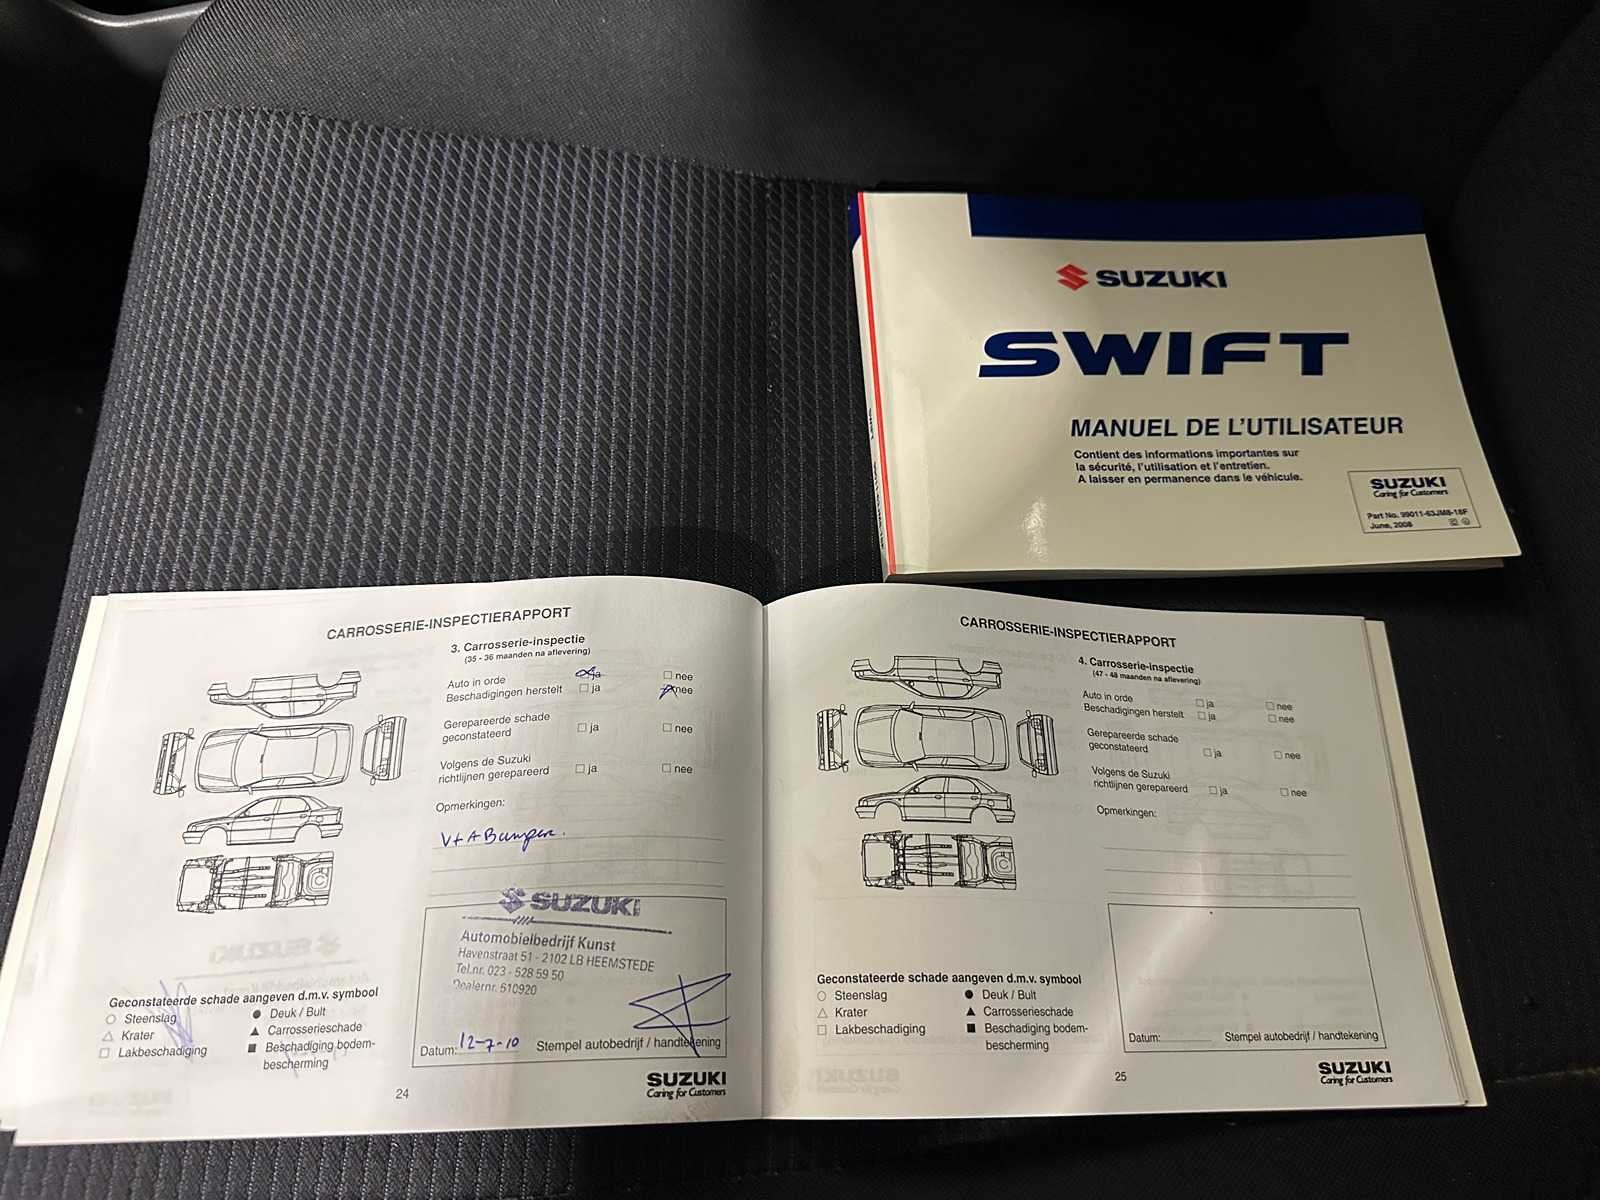 SUZUKI
SWIFT
MANUEL DE L'UTILISATEUR
Contient des informations importantes sur
la sécurité, l'utilisation et l'entretien.
A laisser en permanence dans le véhicule.
SUZUKI
Caring for Customers
Part No. 99011-63JM8-18F
June, 2008
CARROSSERIE-INSPECTIERAPPORT
3. Carrosserie-inspectie
(35 - 36 maanden na aflevering)
Auto in orde ja nee
Beschadigingen herstelt ja nee
Gerepareerde schade
geconstateerd ja nee
Volgens de Suzuki
richtlijnen gerepareerd ja nee
Opmerkingen:
V+A Bumper.
SUZUKI
Automobielbedrijf Kunst
Havenstraat 51 - 2102 LB HEEMSTEDE
Tel.nr. 023 - 528 59 50
Dealernr. 510920
Datum: 12-7-10 Stempel autobedrijf / handtekening
Geconstateerde schade aangeven d.m.v. symbool
○ Steenslag ● Deuk / Bult
△ Krater ▲ Carrosserieschade
□ Lakbeschadiging ■ Beschadiging bodem-
bescherming
24
SUZUKI
Caring for Customers
CARROSSERIE-INSPECTIERAPPORT
4. Carrosserie-inspectie
(47 - 48 maanden na aflevering)
Auto in orde ja nee
Beschadigingen herstelt ja nee
Gerepareerde schade
geconstateerd ja nee
Volgens de Suzuki
richtlijnen gerepareerd ja nee
Opmerkingen:
Geconstateerde schade aangeven d.m.v. symbool
○ Steenslag ● Deuk / Bult
△ Krater ▲ Carrosserieschade
□ Lakbeschadiging ■ Beschadiging bodem-
bescherming
Datum: Stempel autobedrijf / handtekening
25
SUZUKI
Caring for Customers